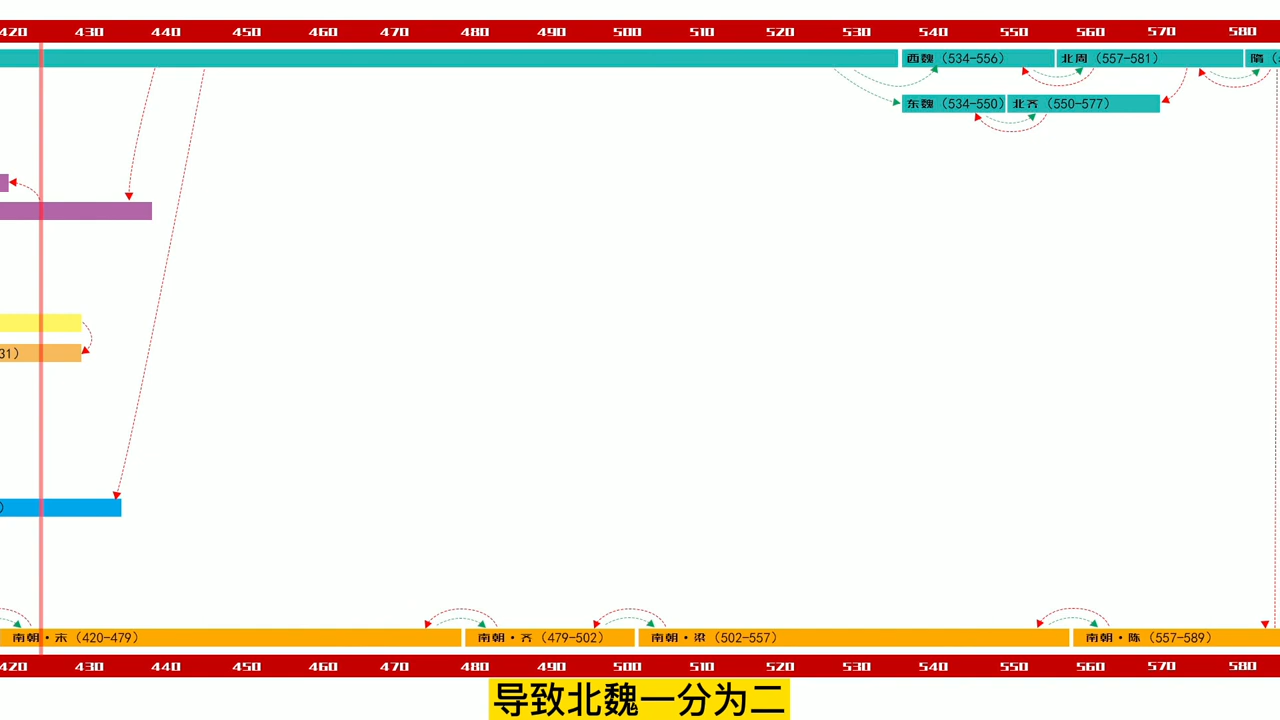 420 430 440 450 460 470 480 490 500 510 520 530 540 550 560 570 580
西魏（534-556） 北周（557-581） 隋（
东魏（534-550） 北齐（550-577）
31）
）
南朝·宋（420-479） 南朝·齐（479-502） 南朝·梁（502-557） 南朝·陈（557-589）
420 430 440 450 460 470 480 490 500 510 520 530 540 550 560 570 580
导致北魏一分为二